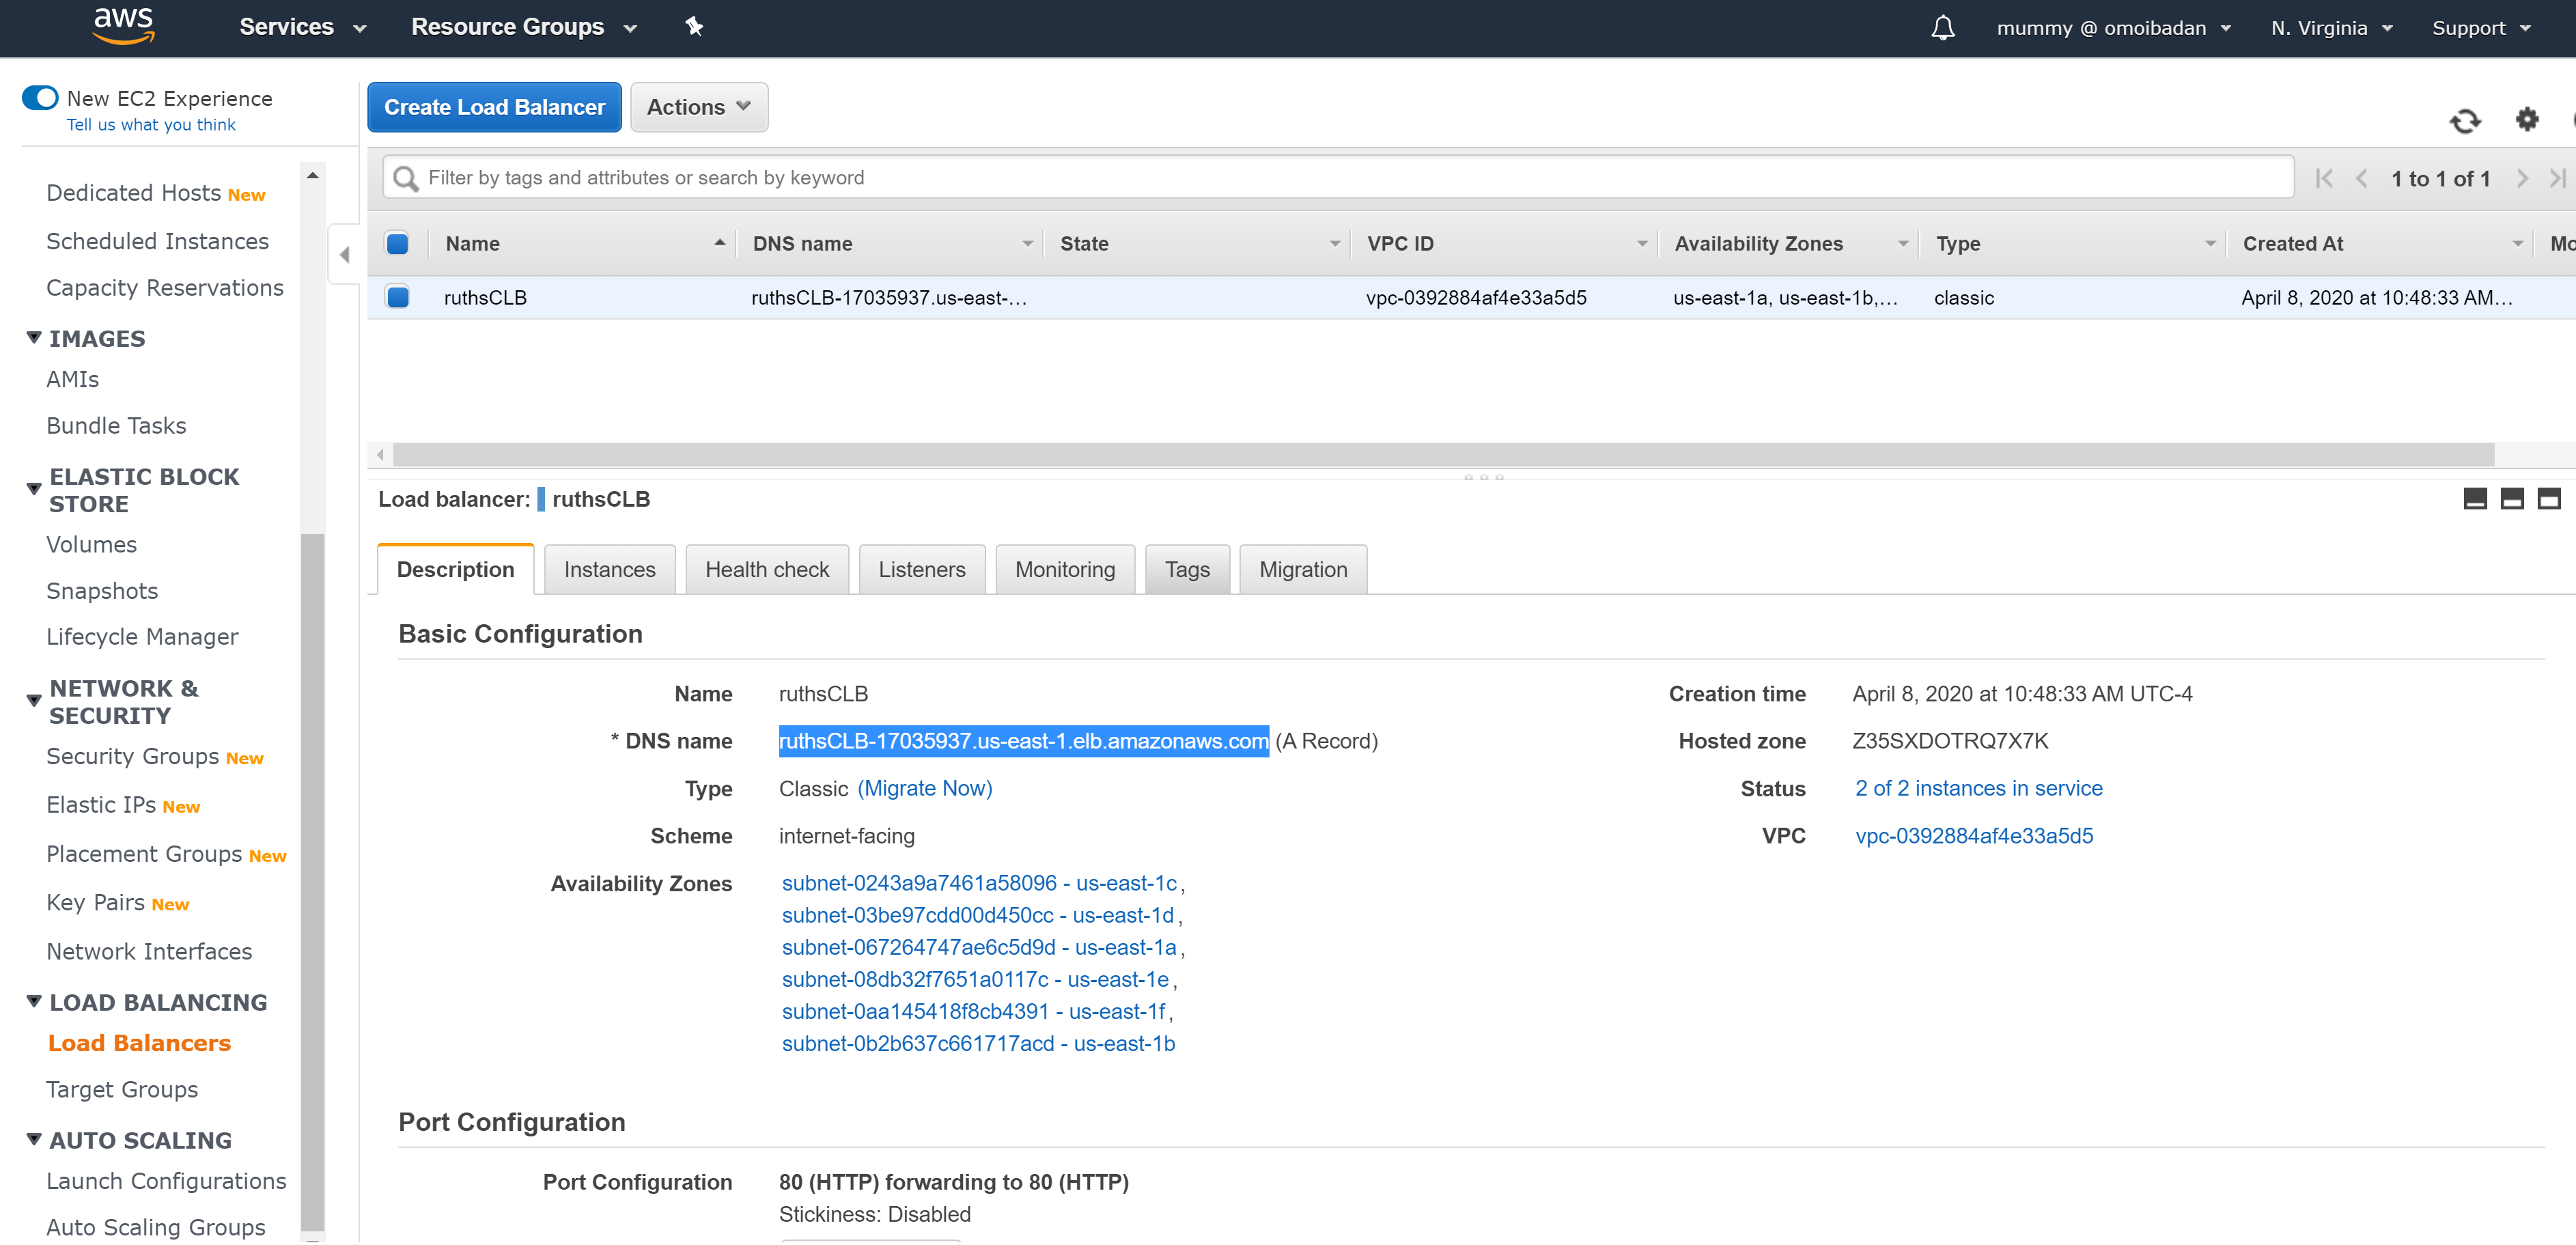 aws
Services
Resource Groups
mummy @ omoibadan
N. Virginia
Support
New EC2 Experience
Tell us what you think
Dedicated Hosts New
Scheduled Instances
Capacity Reservations
IMAGES
AMIs
Bundle Tasks
ELASTIC BLOCK
STORE
Volumes
Snapshots
Lifecycle Manager
NETWORK &
SECURITY
Security Groups New
Elastic IPs New
Placement Groups New
Key Pairs New
Network Interfaces
LOAD BALANCING
Load Balancers
Target Groups
AUTO SCALING
Launch Configurations
Auto Scaling Groups
Create Load Balancer
Actions
Filter by tags and attributes or search by keyword
1 to 1 of 1
Name DNS name State VPC ID Availability Zones Type Created At Mo
ruthsCLB ruthsCLB-17035937.us-east-... vpc-0392884af4e33a5d5 us-east-1a, us-east-1b,... classic April 8, 2020 at 10:48:33 AM...
Load balancer: ruthsCLB
Description Instances Health check Listeners Monitoring Tags Migration
Basic Configuration
Name ruthsCLB
* DNS name ruthsCLB-17035937.us-east-1.elb.amazonaws.com (A Record)
Type Classic (Migrate Now)
Scheme internet-facing
Availability Zones subnet-0243a9a7461a58096 - us-east-1c,
subnet-03be97cdd00d450cc - us-east-1d,
subnet-067264747ae6c5d9d - us-east-1a,
subnet-08db32f7651a0117c - us-east-1e,
subnet-0aa145418f8cb4391 - us-east-1f,
subnet-0b2b637c661717acd - us-east-1b
Creation time April 8, 2020 at 10:48:33 AM UTC-4
Hosted zone Z35SXDOTRQ7X7K
Status 2 of 2 instances in service
VPC vpc-0392884af4e33a5d5
Port Configuration
Port Configuration 80 (HTTP) forwarding to 80 (HTTP)
Stickiness: Disabled